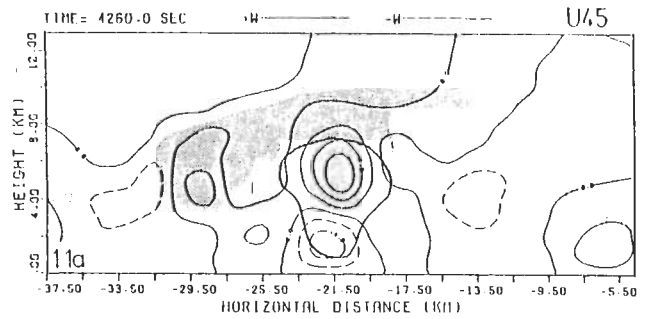 TIME= 4260.0 SEC +W -W U45
HEIGHT (KM)
12.00
8.00
4.00
.00
11a
-37.50 -33.50 -29.50 -25.50 -21.50 -17.50 -13.50 -9.50 -5.50
HORIZONTAL DISTANCE (KM)